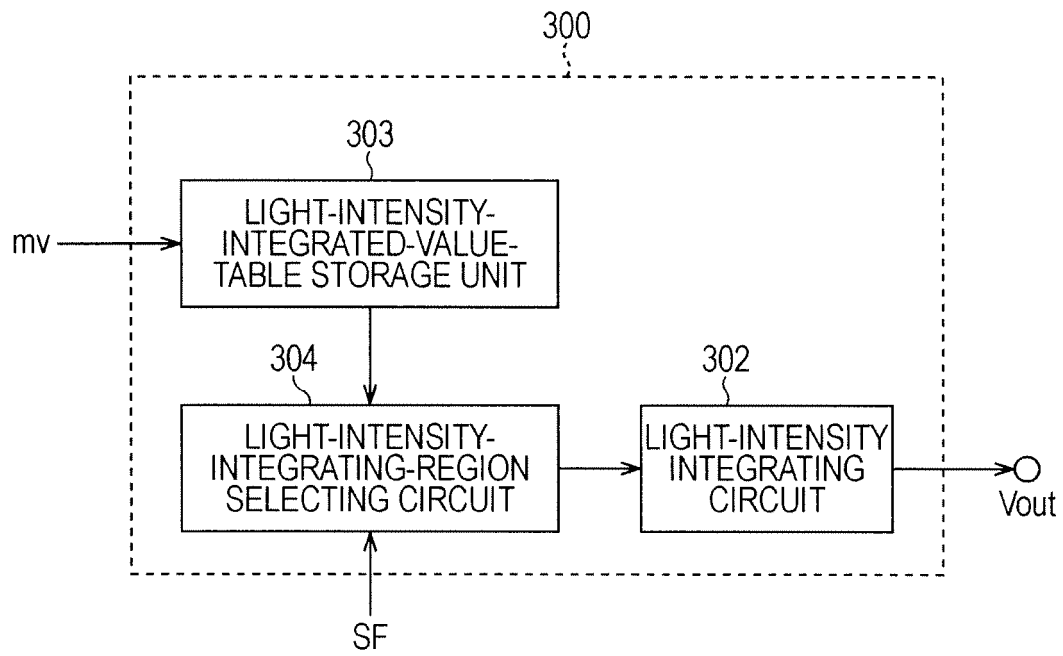 300
303
LIGHT-INTENSITY-
INTEGRATED-VALUE-
TABLE STORAGE UNIT
mv
304
302
LIGHT-INTENSITY-
INTEGRATING-REGION
SELECTING CIRCUIT
LIGHT-INTENSITY
INTEGRATING
CIRCUIT
Vout
SF